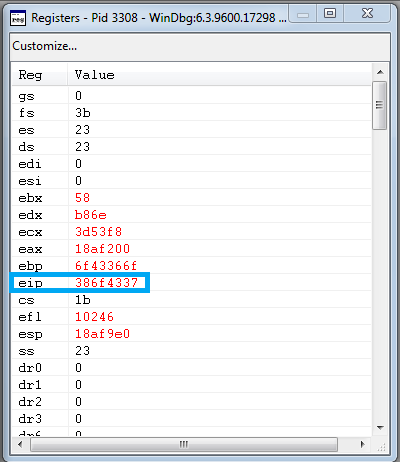 reg
Registers - Pid 3308 - WinDbg:6.3.9600.17298 ...
Customize...
Reg Value
gs 0
fs 3b
es 23
ds 23
edi 0
esi 0
ebx 58
edx b86e
ecx 3d53f8
eax 18af200
ebp 6f43366f
eip 386f4337
cs 1b
efl 10246
esp 18af9e0
ss 23
dr0 0
dr1 0
dr2 0
dr3 0
dr6 0